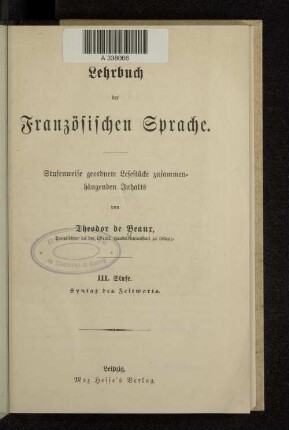 A 338066
Lehrbuch
der
Französischen Sprache.
Stufenweise geordnete Lesestücke zusammen-
hängenden Inhalts
von
Theodor de Beaux,
III. Stufe.
Syntax des Zeitworts.
Leipzig.
Max Hesse's Verlag.